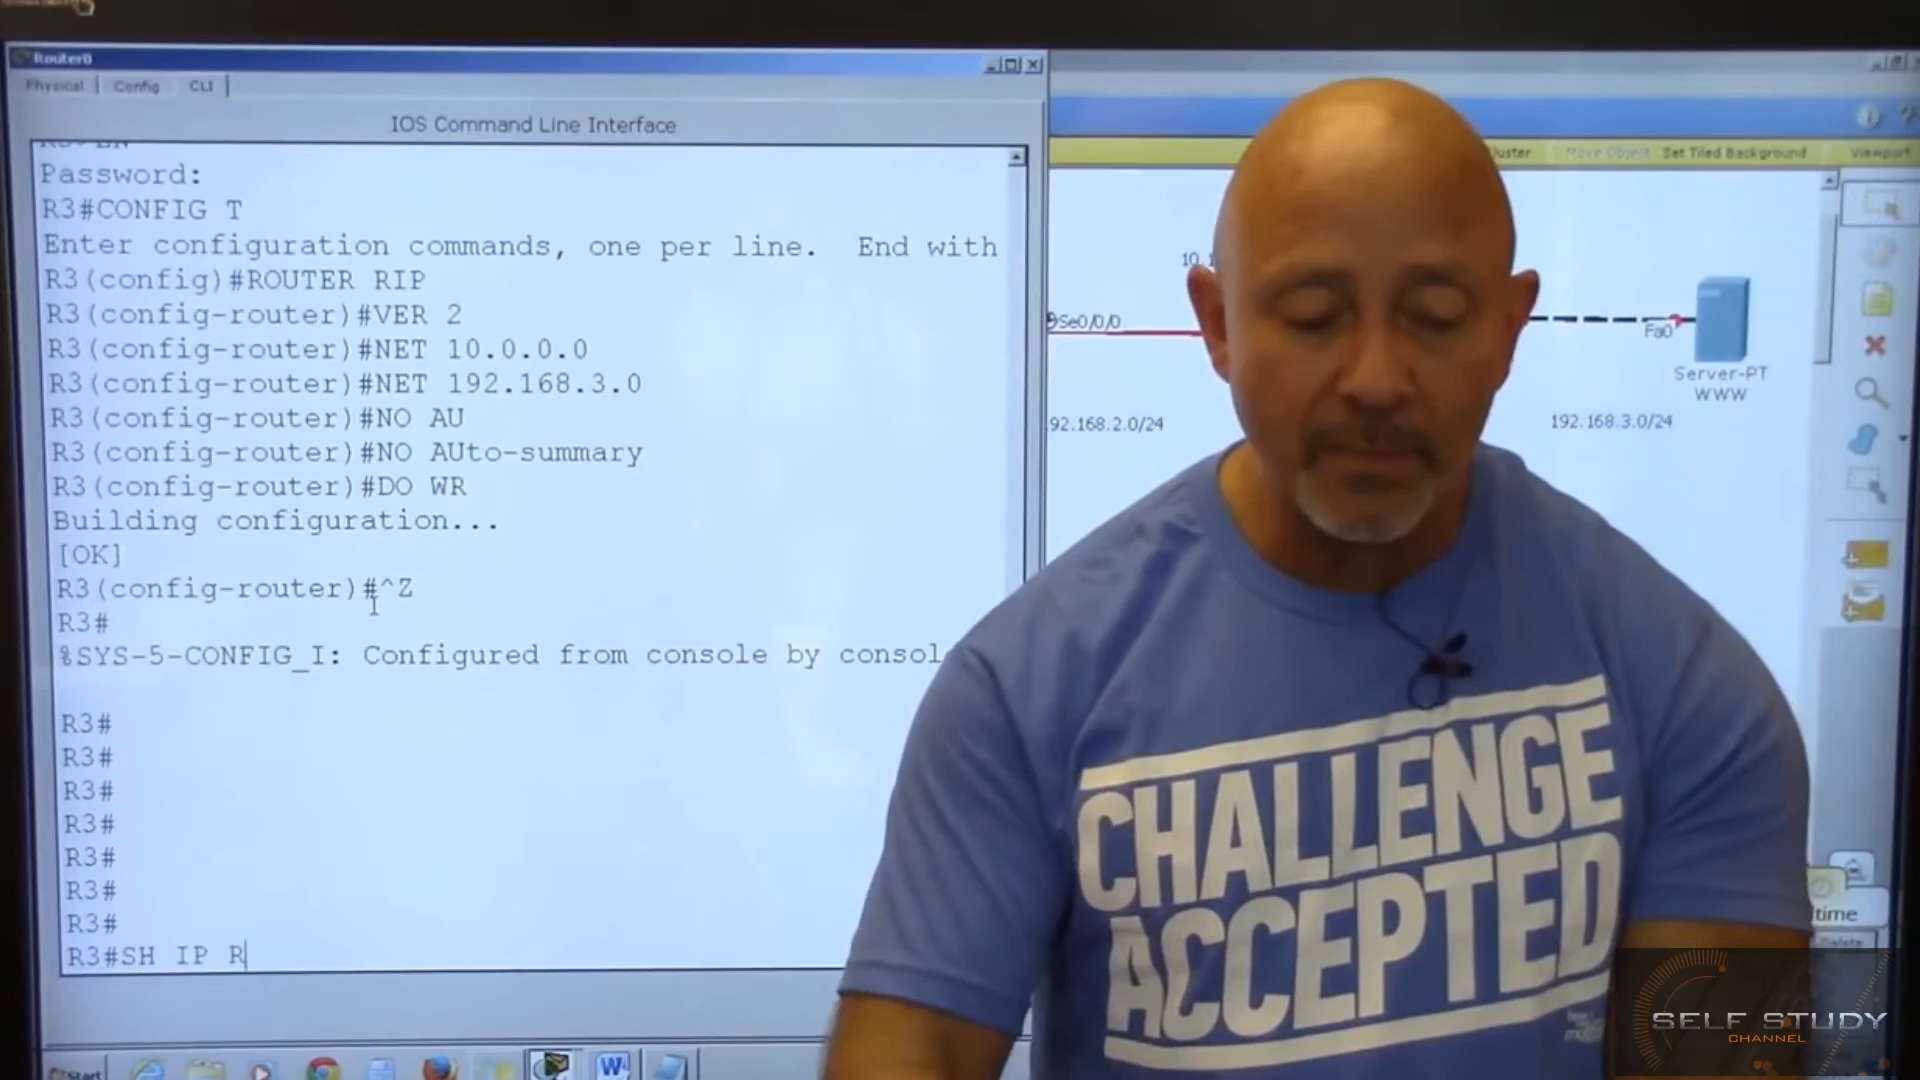 Router0
Physical
Config
CLI
IOS Command Line Interface
Password:
R3#CONFIG T
Enter configuration commands, one per line.  End with
R3(config)#ROUTER RIP
R3(config-router)#VER 2
R3(config-router)#NET 10.0.0.0
R3(config-router)#NET 192.168.3.0
R3(config-router)#NO AU
R3(config-router)#NO AUto-summary
R3(config-router)#DO WR
Building configuration...
[OK]
R3(config-router)#^Z
R3#
%SYS-5-CONFIG_I: Configured from console by consol
R3#
R3#
R3#
R3#
R3#
R3#
R3#
R3#SH IP R
Move Object
Set Tiled Background
Viewport
Se0/0/0
Fa0
Server-PT
WWW
92.168.2.0/24
192.168.3.0/24
CHALLENGE
ACCEPTED
time
Start
SELF STUDY
CHANNEL